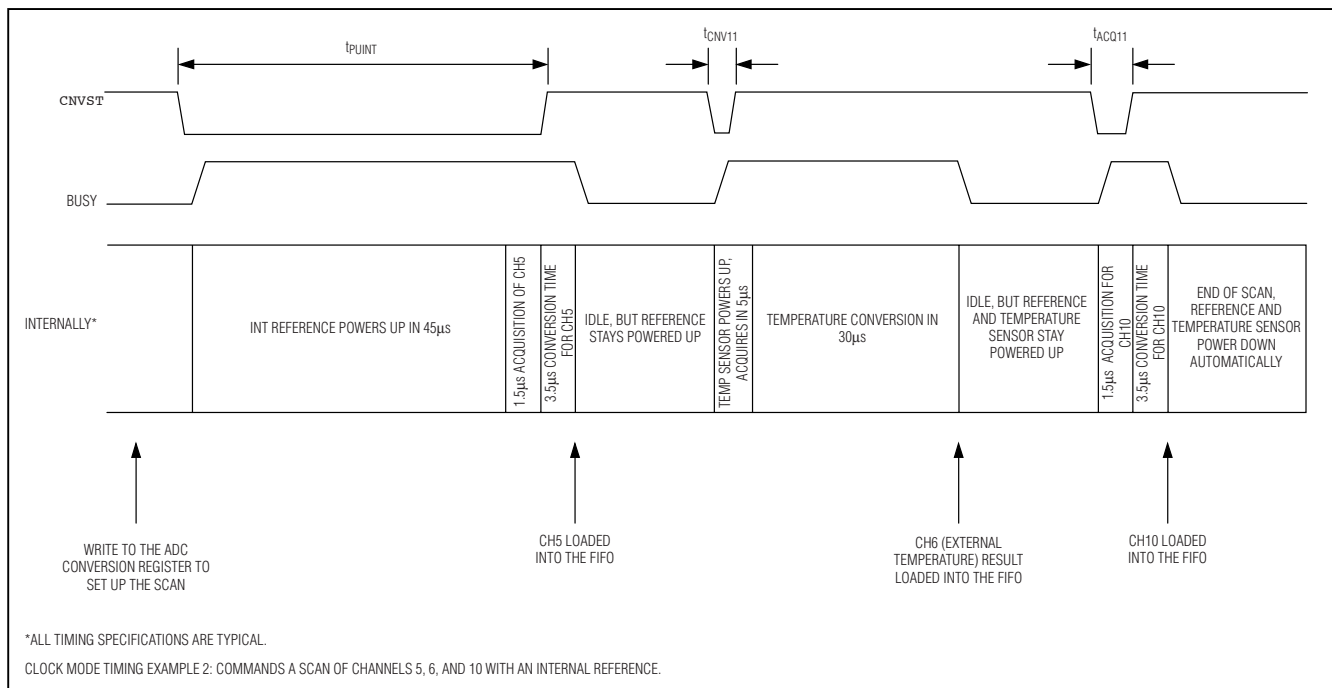 tPUINT
tCNV11
tACQ11
CNVST
BUSY
INTERNALLY*
INT REFERENCE POWERS UP IN 45µs
1.5µs ACQUISITION OF CH5
3.5µs CONVERSION TIME
FOR CH5
IDLE, BUT REFERENCE
STAYS POWERED UP
TEMP SENSOR POWERS UP,
ACQUIRES IN 5µs
TEMPERATURE CONVERSION IN
30µs
IDLE, BUT REFERENCE
AND TEMPERATURE
SENSOR STAY
POWERED UP
1.5µs ACQUISITION FOR
CH10
3.5µs CONVERSION TIME
FOR CH10
END OF SCAN,
REFERENCE AND
TEMPERATURE SENSOR
POWER DOWN
AUTOMATICALLY
WRITE TO THE ADC
CONVERSION REGISTER TO
SET UP THE SCAN
CH5 LOADED
INTO THE FIFO
CH6 (EXTERNAL
TEMPERATURE) RESULT
LOADED INTO THE FIFO
CH10 LOADED
INTO THE FIFO
*ALL TIMING SPECIFICATIONS ARE TYPICAL.
CLOCK MODE TIMING EXAMPLE 2: COMMANDS A SCAN OF CHANNELS 5, 6, AND 10 WITH AN INTERNAL REFERENCE.